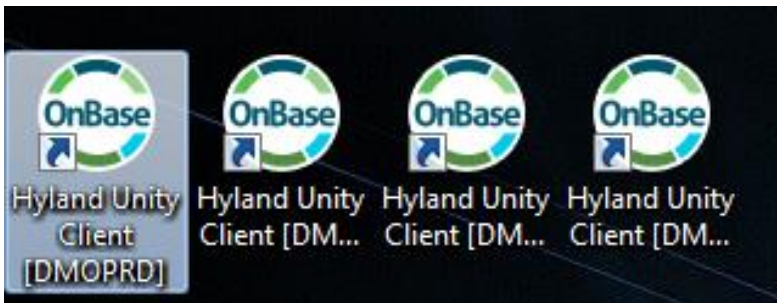 OnBase
Hyland Unity
Client
[DMOPRD]
OnBase
Hyland Unity
Client [DM...
OnBase
Hyland Unity
Client [DM...
OnBase
Hyland Unity
Client [DM...